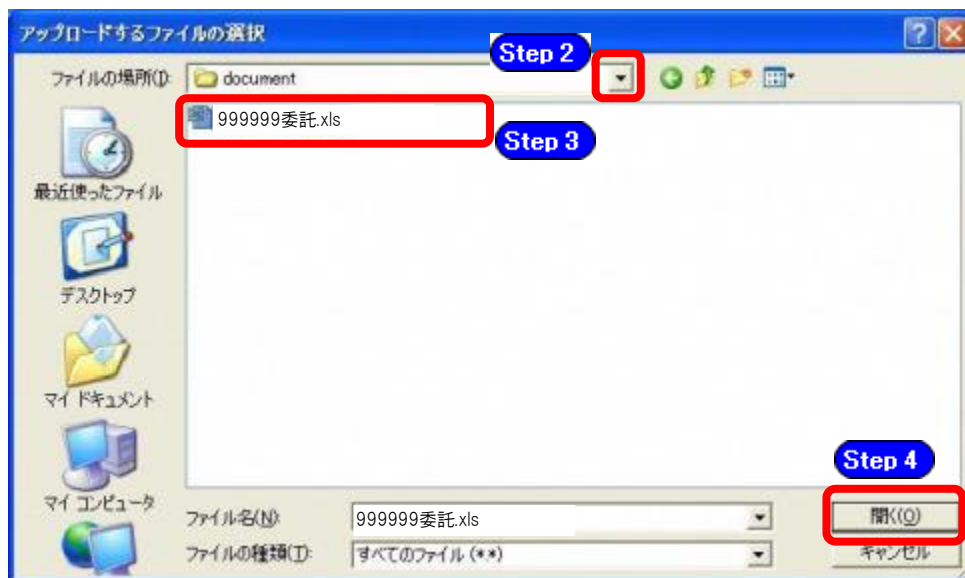 アップロードするファイルの選択
Step 2
ファイルの場所(I):
document
999999委託.xls
Step 3
最近使ったファイル
デスクトップ
マイ ドキュメント
マイ コンピュータ
Step 4
ファイル名(N):
999999委託.xls
開く(O)
ファイルの種類(T):
すべてのファイル (*.*)
キャンセル